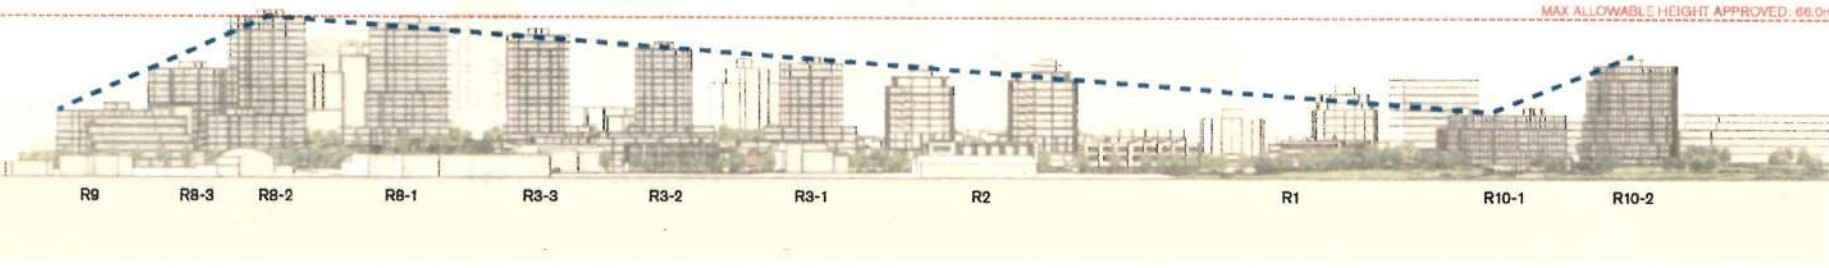 MAX ALLOWABLE HEIGHT APPROVED: 66.0m
R9 R8-3 R8-2 R8-1 R3-3 R3-2 R3-1 R2 R1 R10-1 R10-2